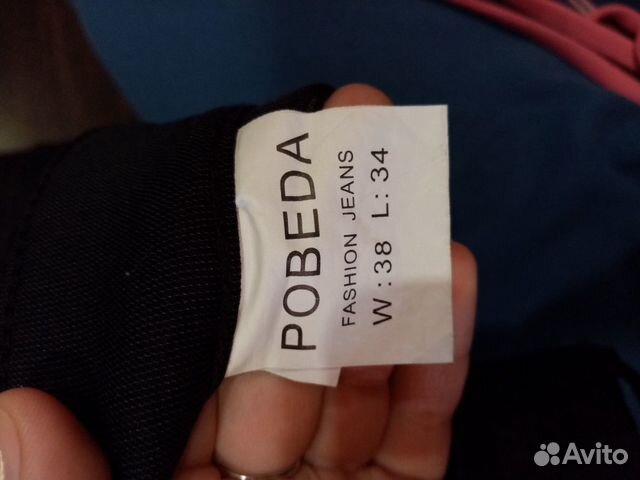 POBEDA
FASHION JEANS
W:38 L:34
Avito